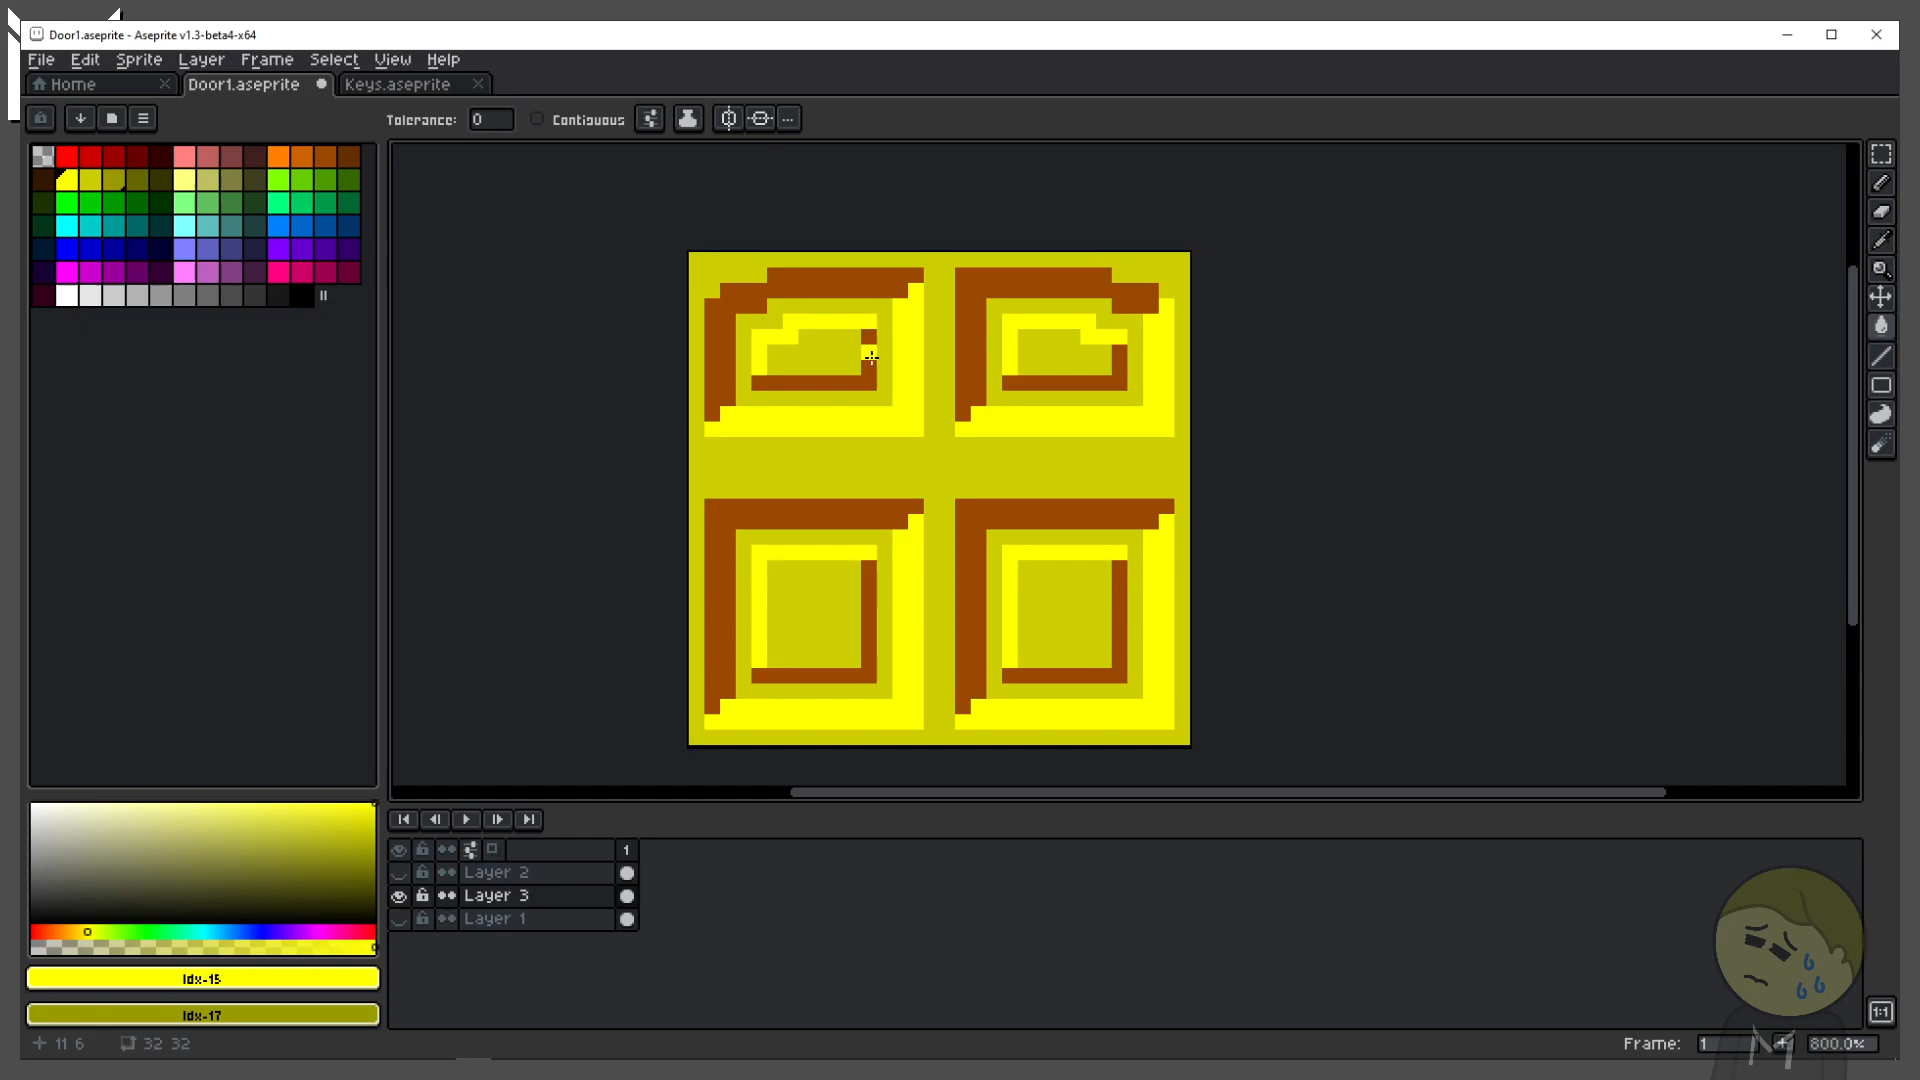 Door1.aseprite - Aseprite v1.3-beta4-x64
File Edit Sprite Layer Frame Select View Help
Home Door1.aseprite Keys.aseprite
Tolerance: 0 Contiguous
1
Layer 2
Layer 3
Layer 1
Idx-15
Idx-17
11 6 32 32
Frame: 1 800.0%
1:1